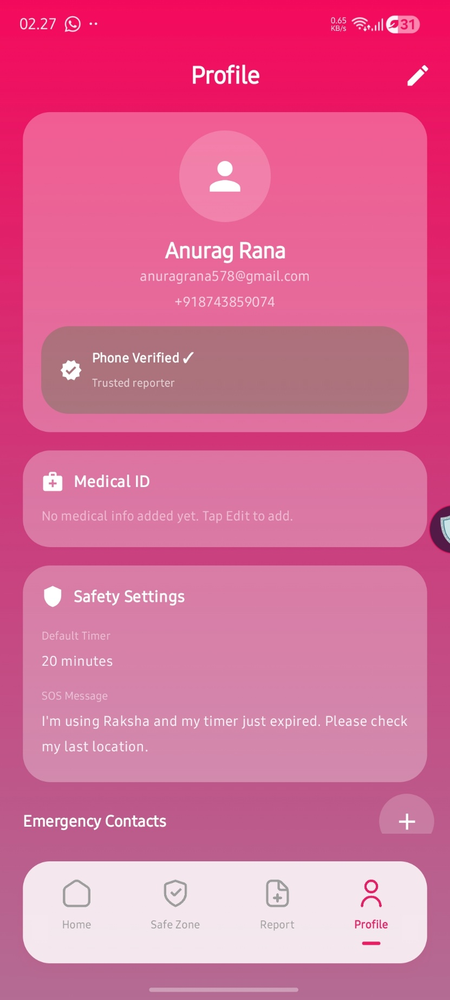 02.27
0.65
KB/s
31
Profile
Anurag Rana
anuragrana578@gmail.com
+918743859074
Phone Verified ✓
Trusted reporter
Medical ID
No medical info added yet. Tap Edit to add.
Safety Settings
Default Timer
20 minutes
SOS Message
I'm using Raksha and my timer just expired. Please check
my last location.
Emergency Contacts
Home
Safe Zone
Report
Profile